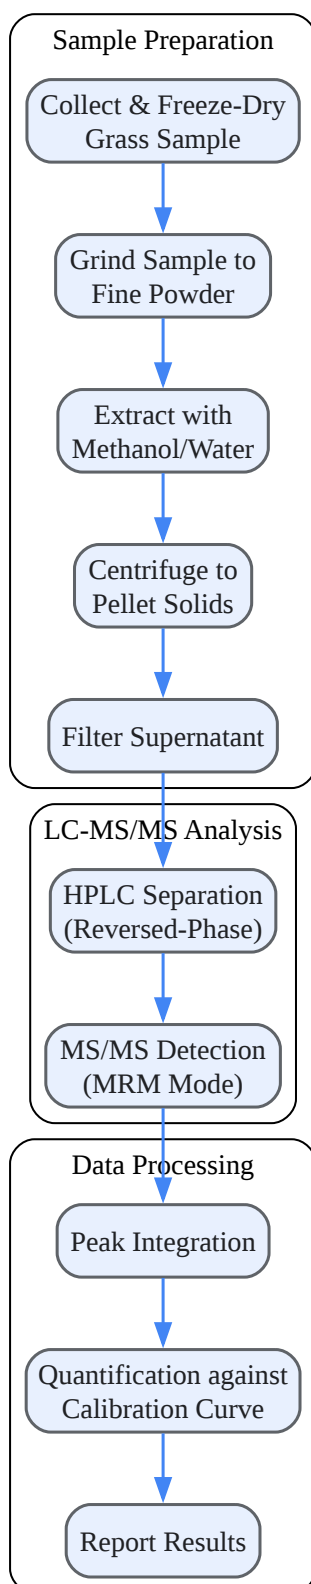 Sample Preparation
Collect & Freeze-Dry
Grass Sample
Grind Sample to
Fine Powder
Extract with
Methanol/Water
Centrifuge to
Pellet Solids
Filter Supernatant
LC-MS/MS Analysis
HPLC Separation
(Reversed-Phase)
MS/MS Detection
(MRM Mode)
Data Processing
Peak Integration
Quantification against
Calibration Curve
Report Results